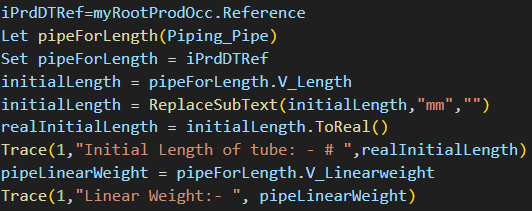 iPrdDTRef=myRootProdOcc.Reference
Let pipeForLength(Piping_Pipe)
Set pipeForLength = iPrdDTRef
initialLength = pipeForLength.V_Length
initialLength = ReplaceSubText(initialLength,"mm","")
realInitialLength = initialLength.ToReal()
Trace(1,"Initial Length of tube: - # ",realInitialLength)
pipeLinearWeight = pipeForLength.V_Linearweight
Trace(1,"Linear Weight:- ", pipeLinearWeight)